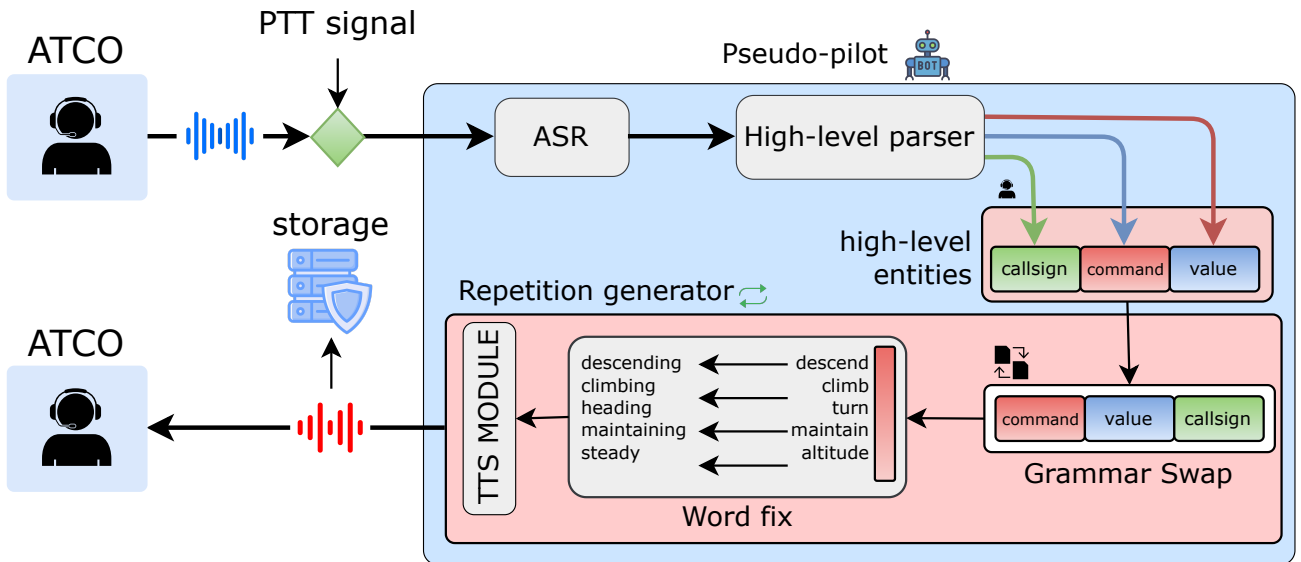 PTT signal
ATCO
Pseudo-pilot
BOT
ASR
High-level parser
storage
high-level
entities
callsign command value
Repetition generator
ATCO
TTS MODULE
descending descend
climbing climb
heading turn
maintaining maintain
steady altitude
Word fix
command value callsign
Grammar Swap